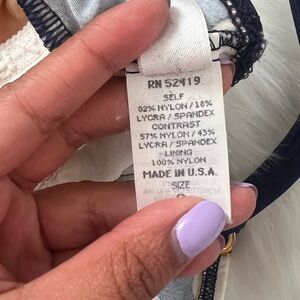 RN 52419
SELF
82% NYLON / 18%
LYCRA / SPANDEX
CONTRAST
57% NYLON / 43%
LYCRA / SPANDEX
LINING
100% NYLON
MADE IN U.S.A.
SIZE